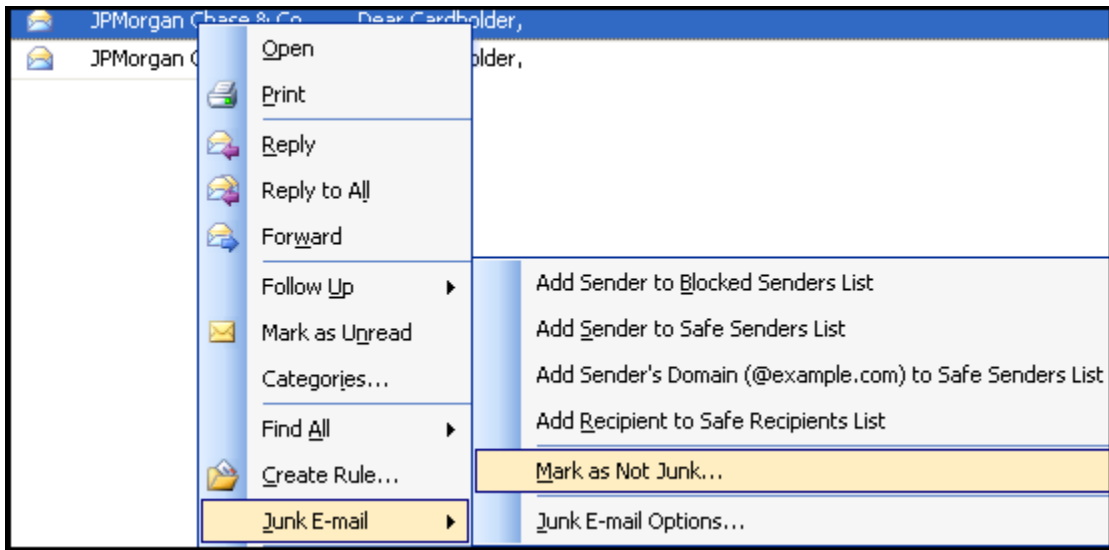 JPMorgan Chase & Co. Dear Cardholder,
JPMorgan older,
Open
Print
Reply
Reply to All
Forward
Follow Up
Mark as Unread
Categories...
Find All
Create Rule...
Junk E-mail
Add Sender to Blocked Senders List
Add Sender to Safe Senders List
Add Sender's Domain (@example.com) to Safe Senders List
Add Recipient to Safe Recipients List
Mark as Not Junk...
Junk E-mail Options...